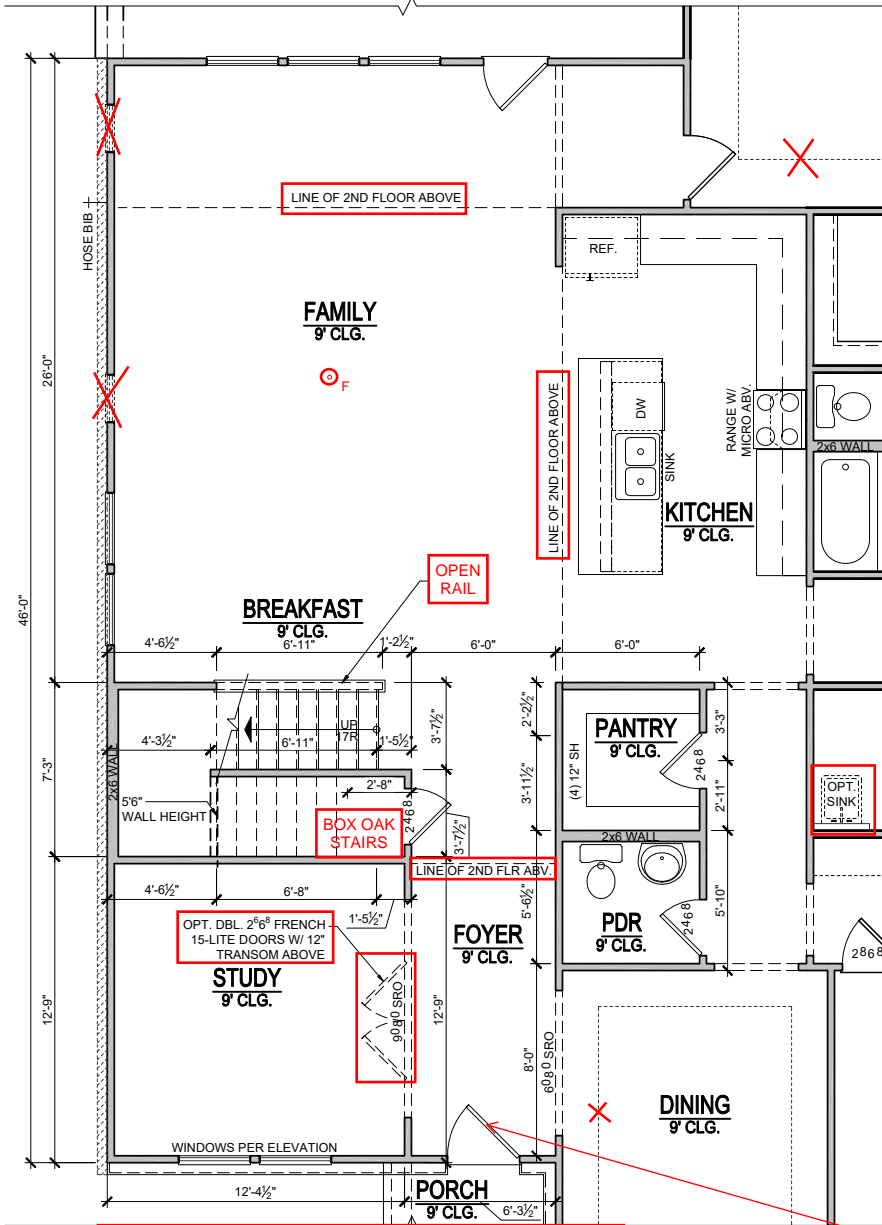 LINE OF 2ND FLOOR ABOVE
HOSE BIB
REF.
FAMILY
9' CLG.
F
26'-0"
LINE OF 2ND FLOOR ABOVE
DW
SINK
RANGE W/
MICRO ABV.
2x6 WALL
KITCHEN
9' CLG.
OPEN
RAIL
46'-0"
BREAKFAST
9' CLG.
4'-6½"
6'-11"
1'-2½"
6'-0"
6'-0"
7'-3"
2x6 WALL
4'-3½"
UP
17R
6'-11"
1'-5½"
3'-7½"
2'-2½"
PANTRY
9' CLG.
3'-3"
(4) 12" SH
2468
2'-11"
3'-11½"
OPT.
SINK
2'-8"
5'6"
WALL HEIGHT
BOX OAK
STAIRS
2468
3'-7½"
2x6 WALL
LINE OF 2ND FLR ABV.
4'-6½"
6'-8"
1'-5½"
5'-6½"
5'-10"
OPT. DBL. 2⁶6⁸ FRENCH
15-LITE DOORS W/ 12"
TRANSOM ABOVE
FOYER
9' CLG.
PDR
9' CLG.
2468
2868
STUDY
9' CLG.
9⁰8⁰ SRO
12'-9"
12'-9"
8'-0"
6⁰8⁰ SRO
DINING
9' CLG.
WINDOWS PER ELEVATION
12'-4½"
PORCH
9' CLG.
6'-3½"